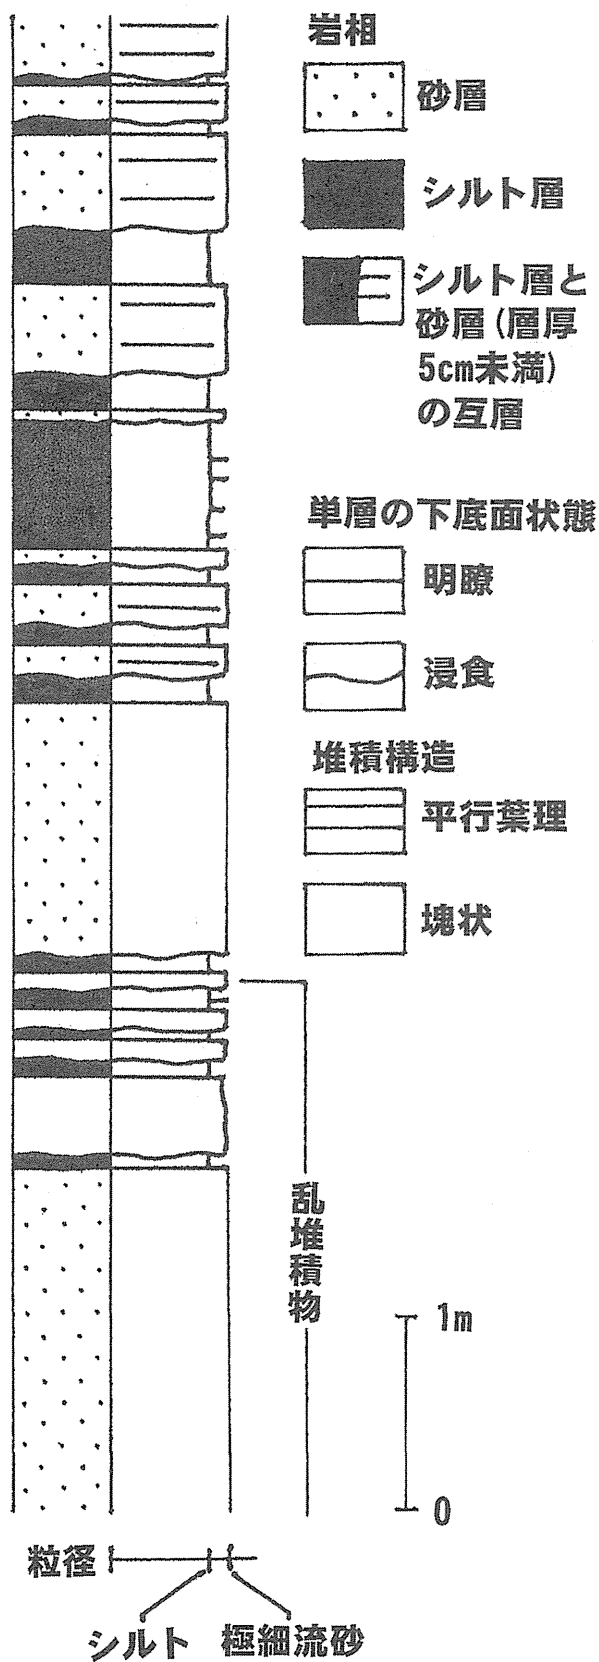 岩相
砂層
シルト層
シルト層と
砂層(層厚
5cm未満)
の互層
単層の下底面状態
明瞭
浸食
堆積構造
平行葉理
塊状
乱堆積物
1m
0
粒径
シルト
極細流砂